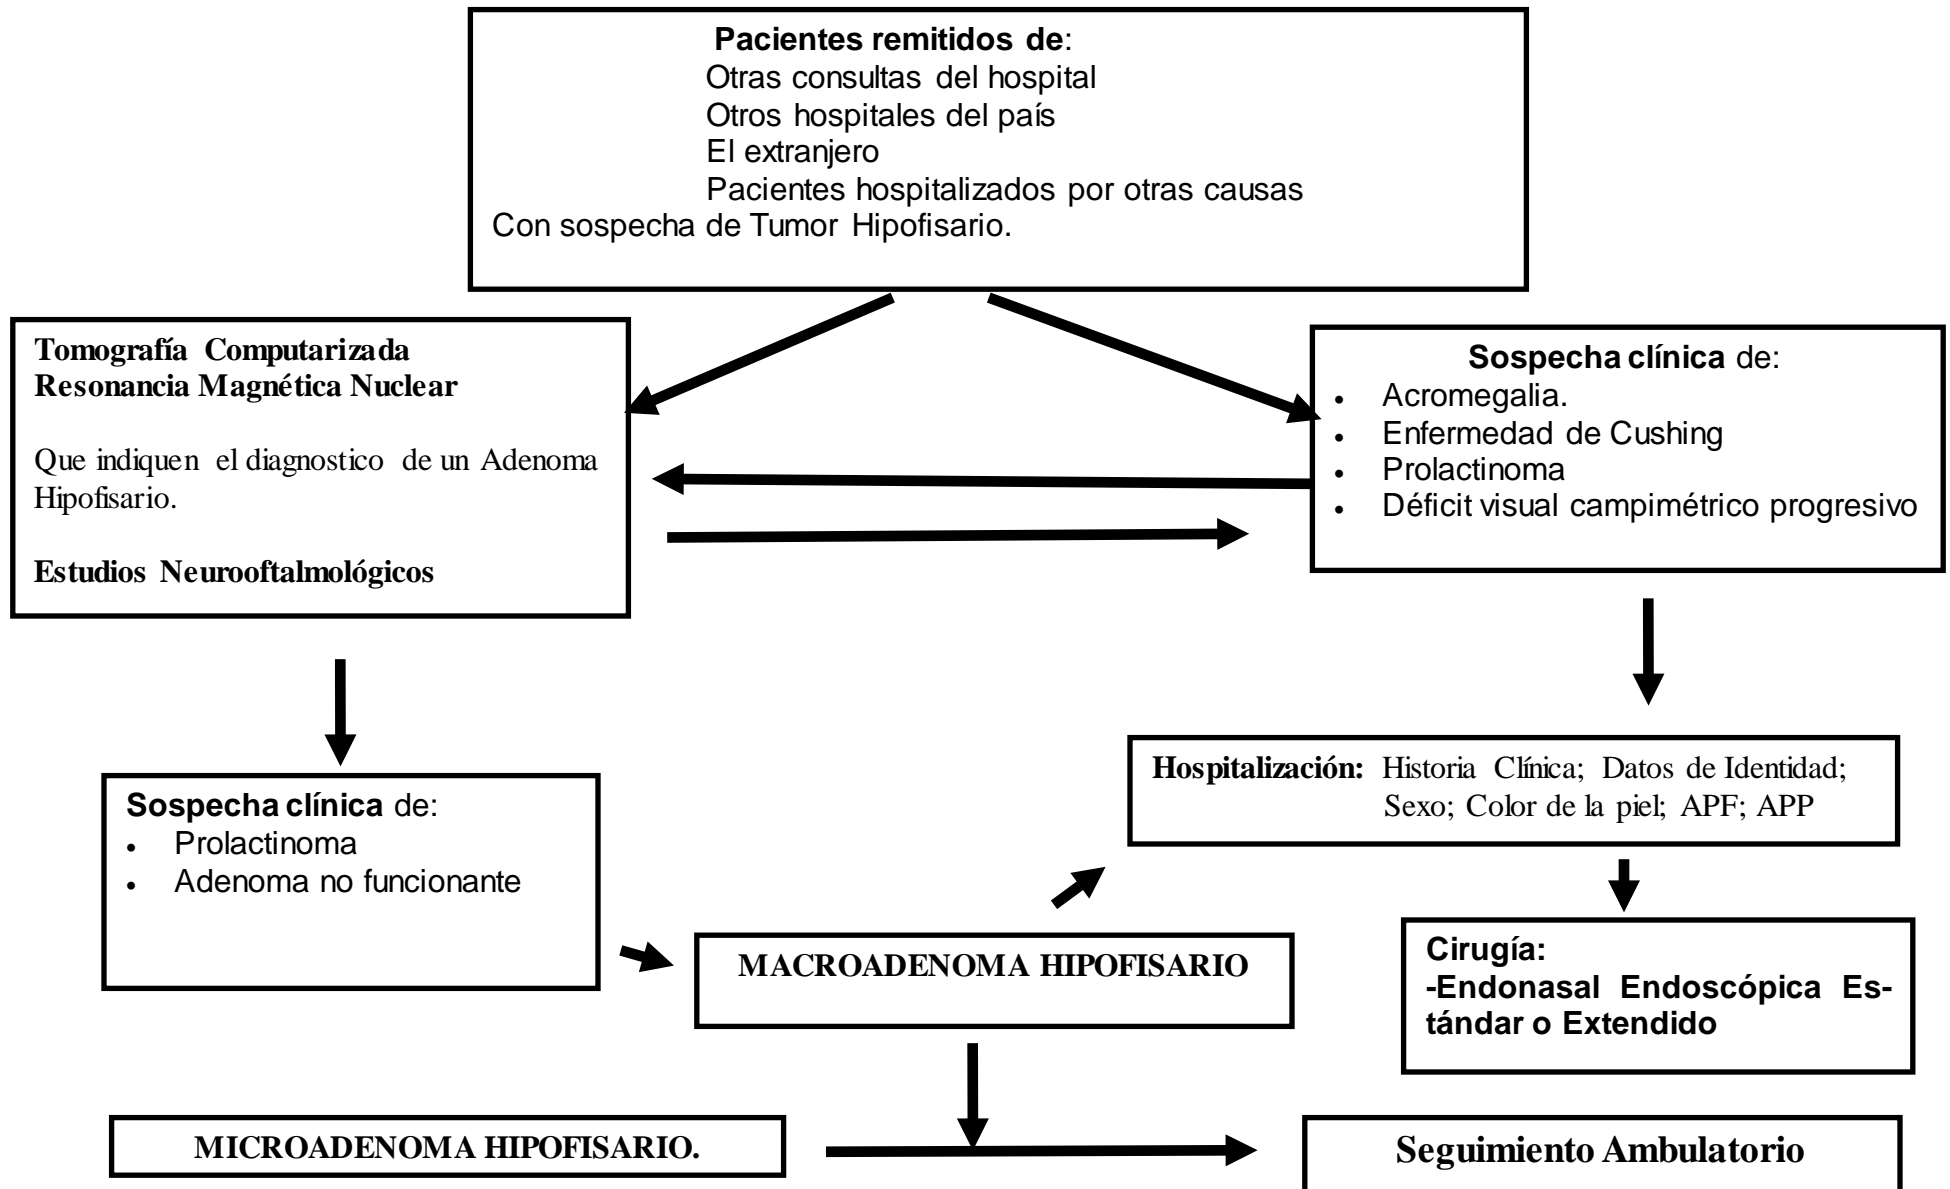 Pacientes remitidos de:
Otras consultas del hospital
Otros hospitales del país
El extranjero
Pacientes hospitalizados por otras causas
Con sospecha de Tumor Hipofisario.
Tomografía Computarizada
Resonancia Magnética Nuclear
Que indiquen el diagnostico de un Adenoma
Hipofisario.
Estudios Neurooftalmológicos
Sospecha clínica de:
• Acromegalia.
• Enfermedad de Cushing
• Prolactinoma
• Déficit visual campimétrico progresivo
Hospitalización: Historia Clínica; Datos de Identidad;
Sexo; Color de la piel; APF; APP
Sospecha clínica de:
• Prolactinoma
• Adenoma no funcionante
MACROADENOMA HIPOFISARIO
Cirugía:
-Endonasal Endoscópica Es-
tándar o Extendido
MICROADENOMA HIPOFISARIO.
Seguimiento Ambulatorio